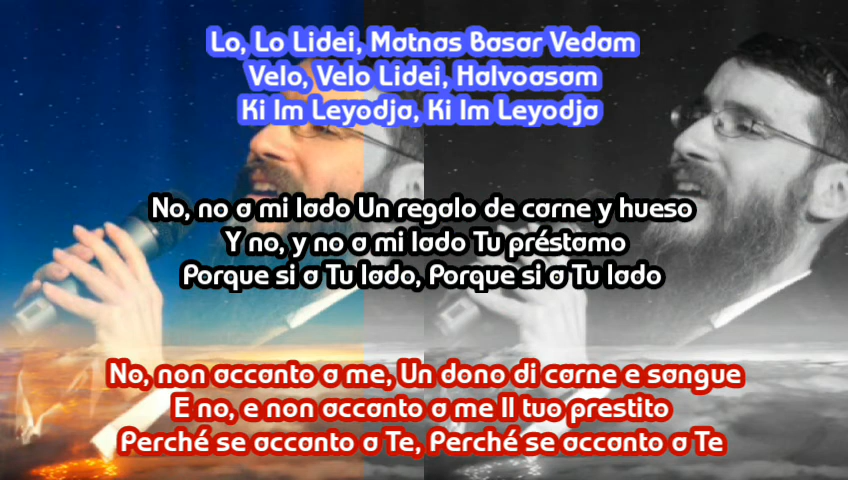 Lo, Lo Lidei, Matnas Basar Vedam
Velo, Velo Lidei, Halvoasam
Ki Im Leyodja, Ki Im Leyodja
No, no a mi lado Un regalo de carne y hueso
Y no, y no a mi lado Tu préstamo
Porque si a Tu lado, Porque si a Tu lado
No, non accanto a me, Un dono di carne e sangue
E no, e non accanto a me Il tuo prestito
Perché se accanto a Te, Perché se accanto a Te